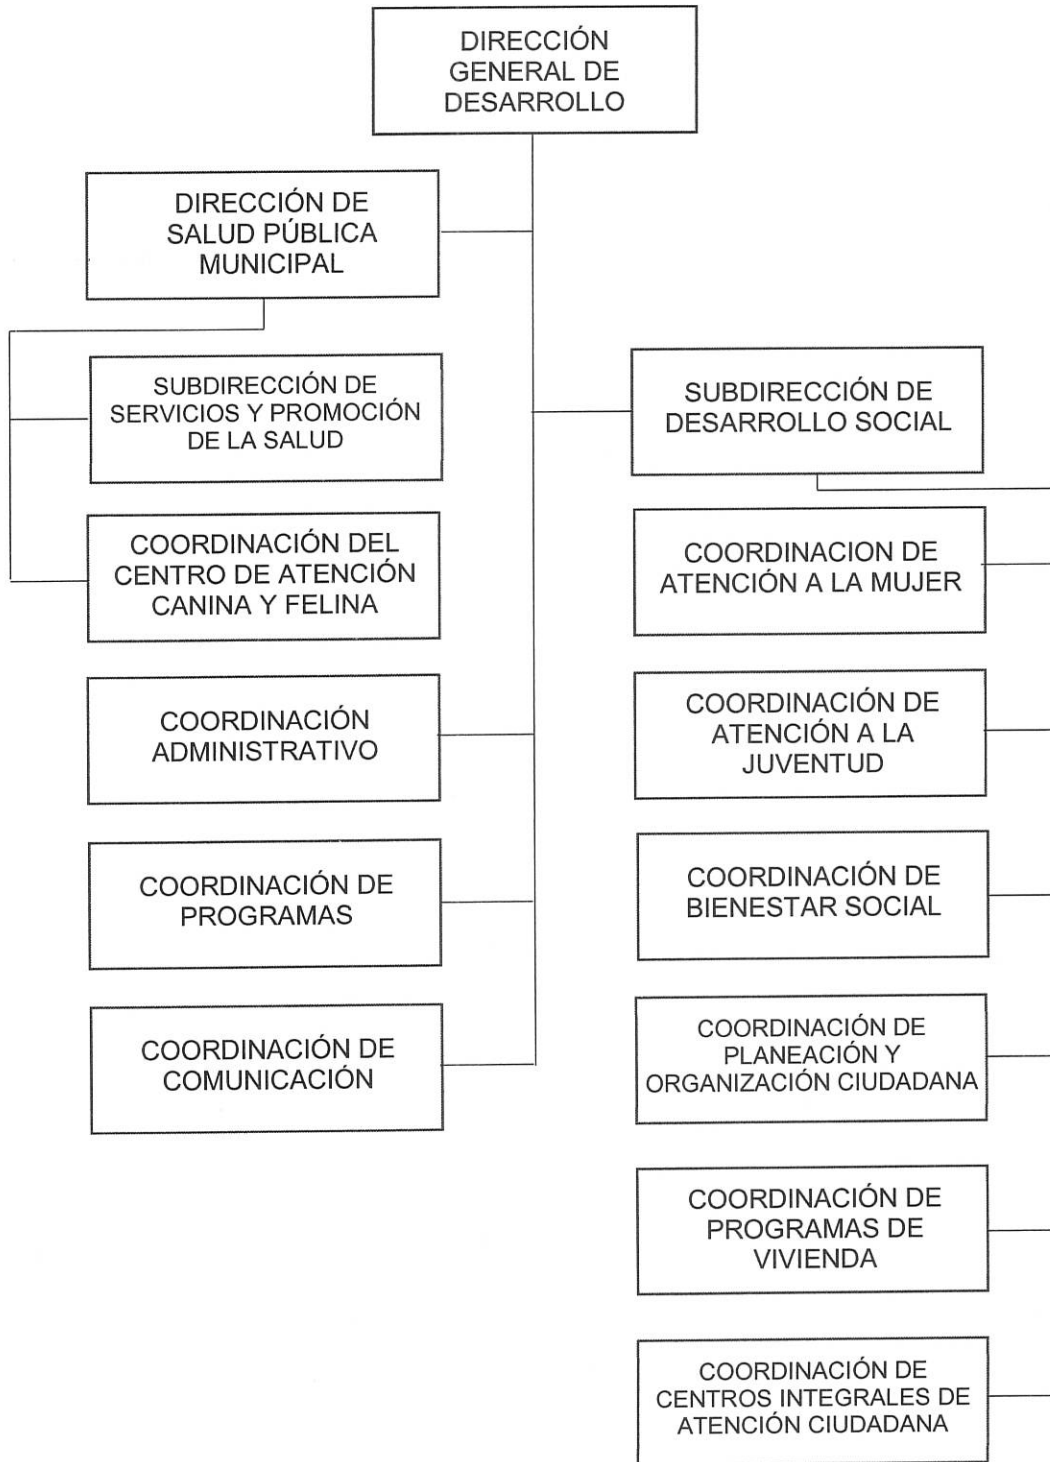 DIRECCIÓN
GENERAL DE
DESARROLLO
DIRECCIÓN DE
SALUD PÚBLICA
MUNICIPAL
SUBDIRECCIÓN DE
SERVICIOS Y PROMOCIÓN
DE LA SALUD
COORDINACIÓN DEL
CENTRO DE ATENCIÓN
CANINA Y FELINA
COORDINACIÓN
ADMINISTRATIVO
COORDINACIÓN DE
PROGRAMAS
COORDINACIÓN DE
COMUNICACIÓN
SUBDIRECCIÓN DE
DESARROLLO SOCIAL
COORDINACION DE
ATENCIÓN A LA MUJER
COORDINACIÓN DE
ATENCIÓN A LA
JUVENTUD
COORDINACIÓN DE
BIENESTAR SOCIAL
COORDINACIÓN DE
PLANEACIÓN Y
ORGANIZACIÓN CIUDADANA
COORDINACIÓN DE
PROGRAMAS DE
VIVIENDA
COORDINACIÓN DE
CENTROS INTEGRALES DE
ATENCIÓN CIUDADANA